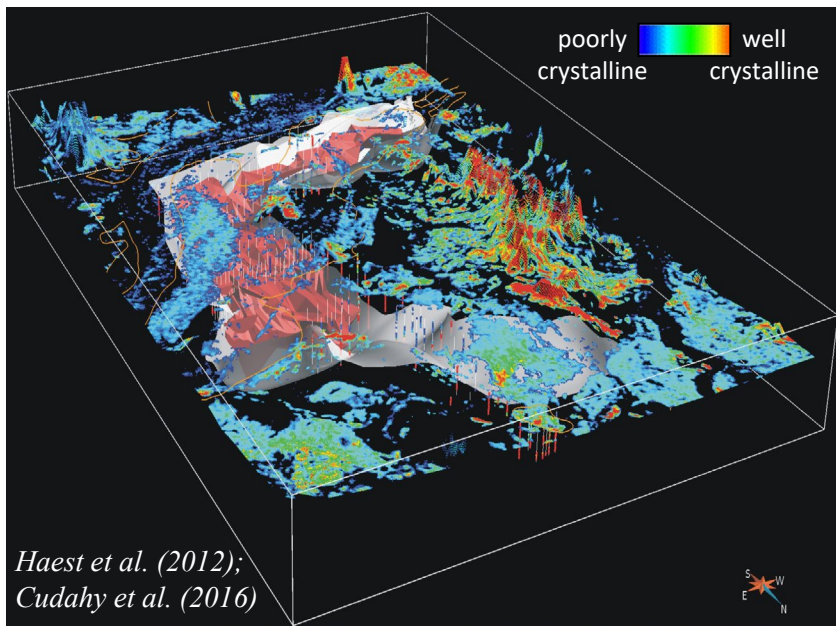 poorly crystalline
well crystalline
Haest et al. (2012);
Cudahy et al. (2016)
S
W
E
N